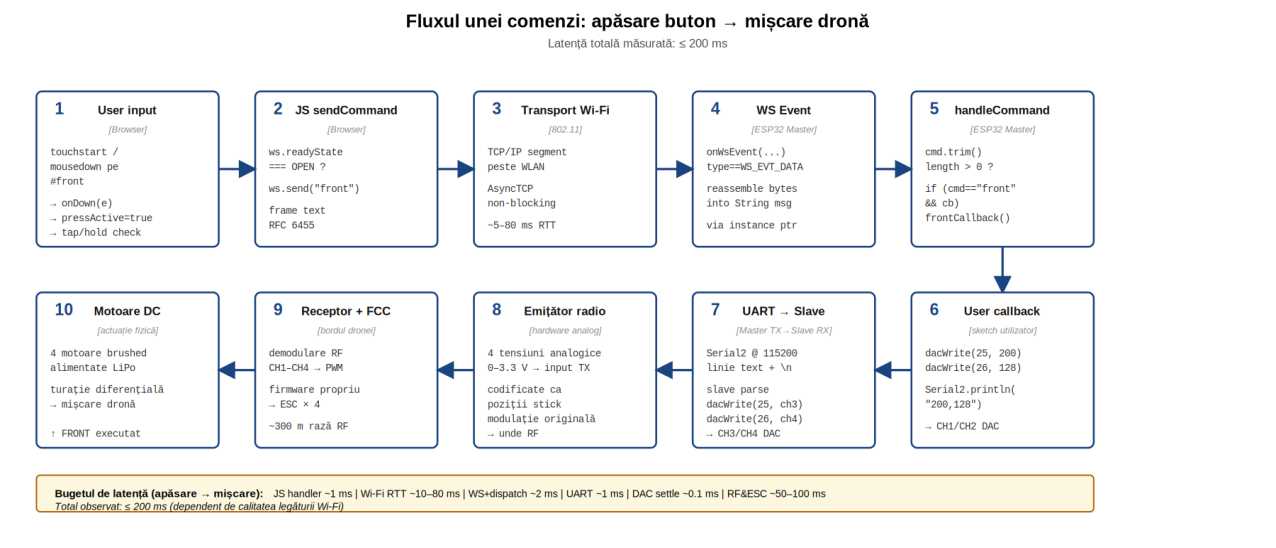 Fluxul unei comenzi: apăsare buton → mișcare dronă
Latență totală măsurată: ≤ 200 ms
1 User input
[Browser]
touchstart /
mousedown pe
#front
→ onDown(e)
→ pressActive=true
→ tap/hold check
2 JS sendCommand
[Browser]
ws.readyState
=== OPEN ?
ws.send("front")
frame text
RFC 6455
3 Transport Wi-Fi
[802.11]
TCP/IP segment
peste WLAN
AsyncTCP
non-blocking
~5–80 ms RTT
4 WS Event
[ESP32 Master]
onWsEvent(...)
type==WS_EVT_DATA
reassemble bytes
into String msg
via instance ptr
5 handleCommand
[ESP32 Master]
cmd.trim()
length > 0 ?
if (cmd=="front"
&& cb)
frontCallback()
6 User callback
[sketch utilizator]
dacWrite(25, 200)
dacWrite(26, 128)
Serial2.println(
"200,128")
→ CH1/CH2 DAC
7 UART → Slave
[Master TX→Slave RX]
Serial2 @ 115200
linie text + \n
slave parse
dacWrite(25, ch3)
dacWrite(26, ch4)
→ CH3/CH4 DAC
8 Emițător radio
[hardware analog]
4 tensiuni analogice
0–3.3 V → input TX
codificate ca
poziții stick
modulație originală
→ unde RF
9 Receptor + FCC
[bordul dronei]
demodulare RF
CH1–CH4 → PWM
firmware propriu
→ ESC × 4
~300 m rază RF
10 Motoare DC
[actuație fizică]
4 motoare brushed
alimentate LiPo
turație diferențială
→ mișcare dronă
↑ FRONT executat
Bugetul de latență (apăsare → mișcare): JS handler ~1 ms | Wi-Fi RTT ~10–80 ms | WS+dispatch ~2 ms | UART ~1 ms | DAC settle ~0.1 ms | RF&ESC ~50–100 ms
Total observat: ≤ 200 ms (dependent de calitatea legăturii Wi-Fi)